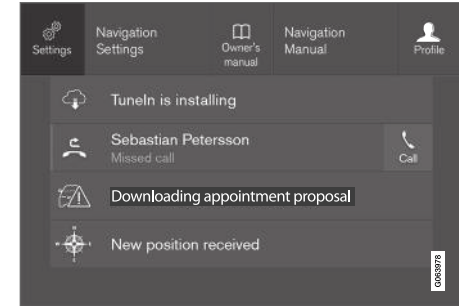 Settings
Navigation
Settings
Owner's
manual
Navigation
Manual
Profile
TuneIn is installing
Sebastian Petersson
Missed call
Call
Downloading appointment proposal
New position received
G063978